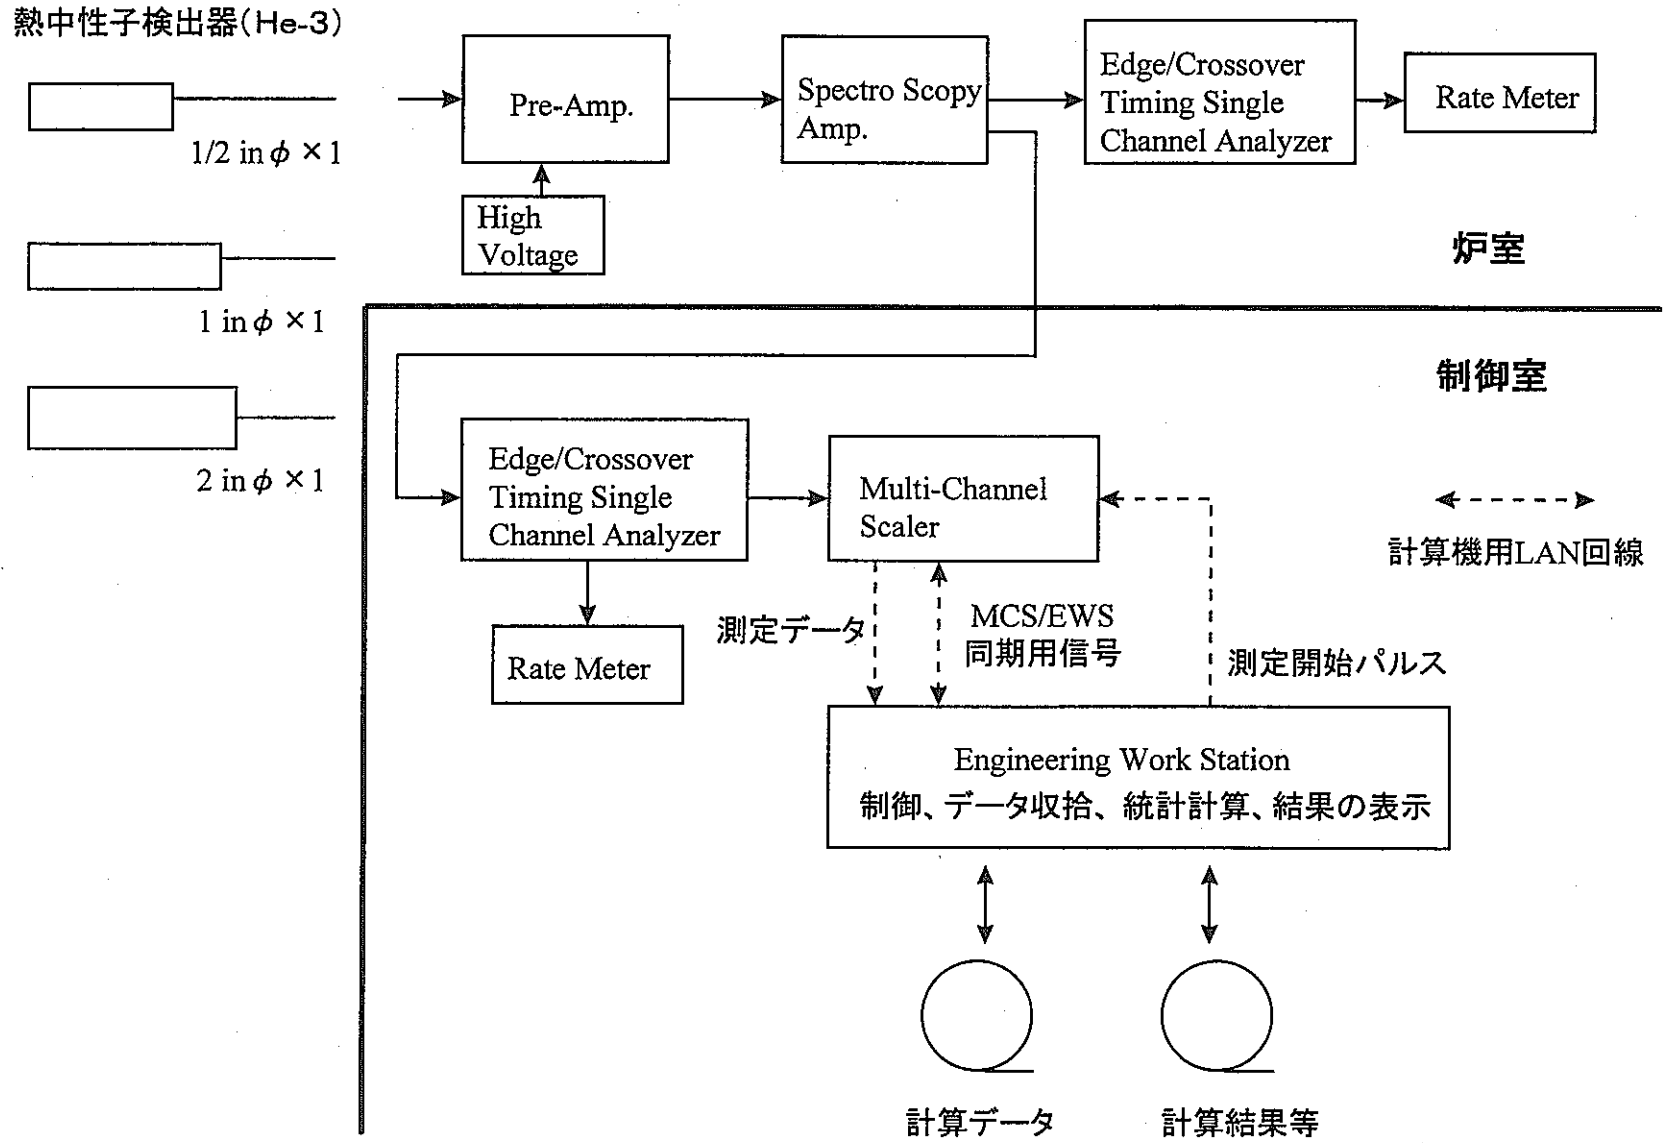 熱中性子検出器(He-3)
1/2 in φ × 1
1 in φ × 1
2 in φ × 1
Pre-Amp.
High
Voltage
Spectro Scopy
Amp.
Edge/Crossover
Timing Single
Channel Analyzer
Rate Meter
炉室
制御室
Edge/Crossover
Timing Single
Channel Analyzer
Multi-Channel
Scaler
計算機用LAN回線
Rate Meter
測定データ
MCS/EWS
同期用信号
測定開始パルス
Engineering Work Station
制御、データ収拾、統計計算、結果の表示
計算データ
計算結果等